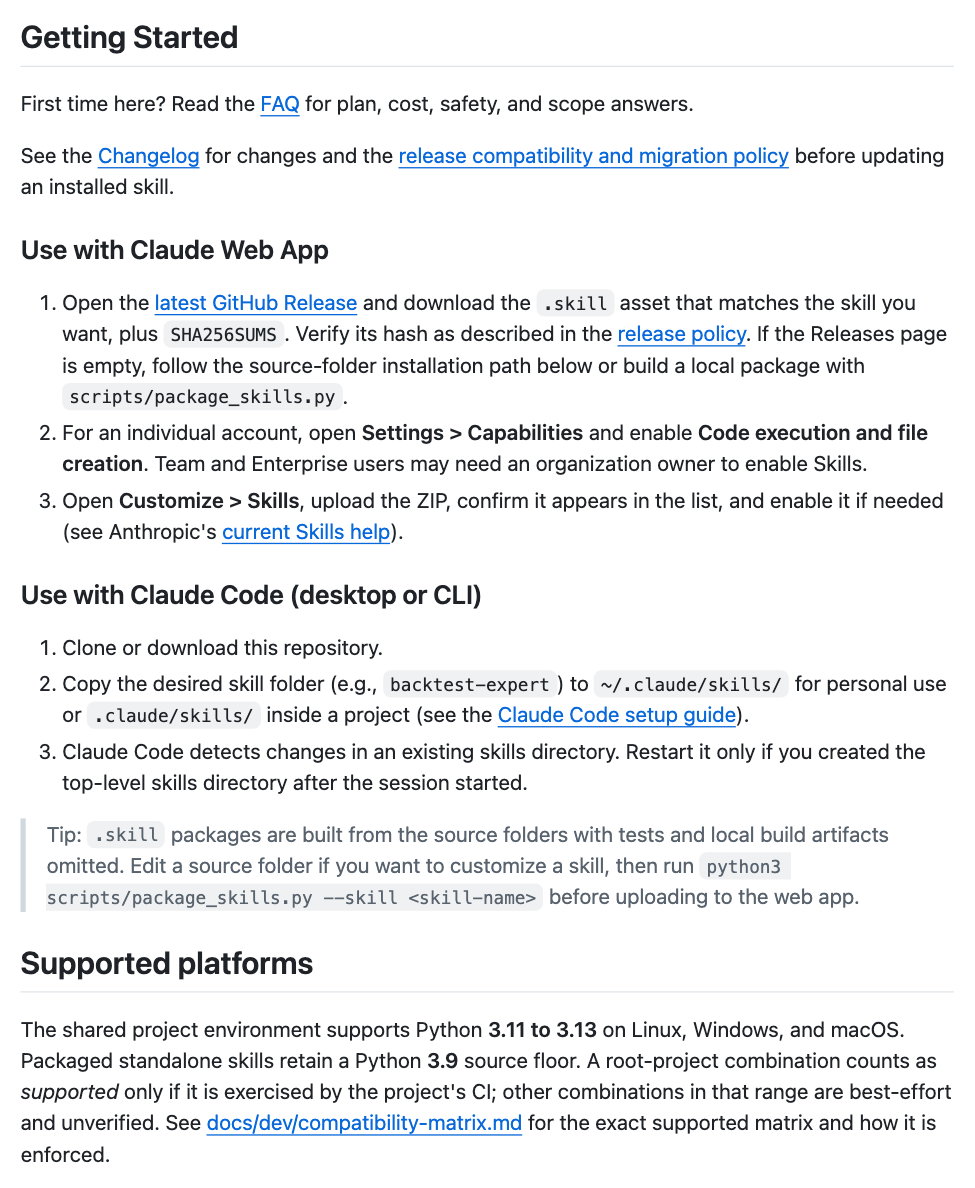 Getting Started
First time here? Read the FAQ for plan, cost, safety, and scope answers.
See the Changelog for changes and the release compatibility and migration policy before updating
an installed skill.
Use with Claude Web App
1. Open the latest GitHub Release and download the .skill asset that matches the skill you
want, plus SHA256SUMS. Verify its hash as described in the release policy. If the Releases page
is empty, follow the source-folder installation path below or build a local package with
scripts/package_skills.py.
2. For an individual account, open Settings > Capabilities and enable Code execution and file
creation. Team and Enterprise users may need an organization owner to enable Skills.
3. Open Customize > Skills, upload the ZIP, confirm it appears in the list, and enable it if needed
(see Anthropic's current Skills help).
Use with Claude Code (desktop or CLI)
1. Clone or download this repository.
2. Copy the desired skill folder (e.g., backtest-expert) to ~/.claude/skills/ for personal use
or .claude/skills/ inside a project (see the Claude Code setup guide).
3. Claude Code detects changes in an existing skills directory. Restart it only if you created the
top-level skills directory after the session started.
Tip: .skill packages are built from the source folders with tests and local build artifacts
omitted. Edit a source folder if you want to customize a skill, then run python3
scripts/package_skills.py --skill <skill-name> before uploading to the web app.
Supported platforms
The shared project environment supports Python 3.11 to 3.13 on Linux, Windows, and macOS.
Packaged standalone skills retain a Python 3.9 source floor. A root-project combination counts as
supported only if it is exercised by the project's CI; other combinations in that range are best-effort
and unverified. See docs/dev/compatibility-matrix.md for the exact supported matrix and how it is
enforced.